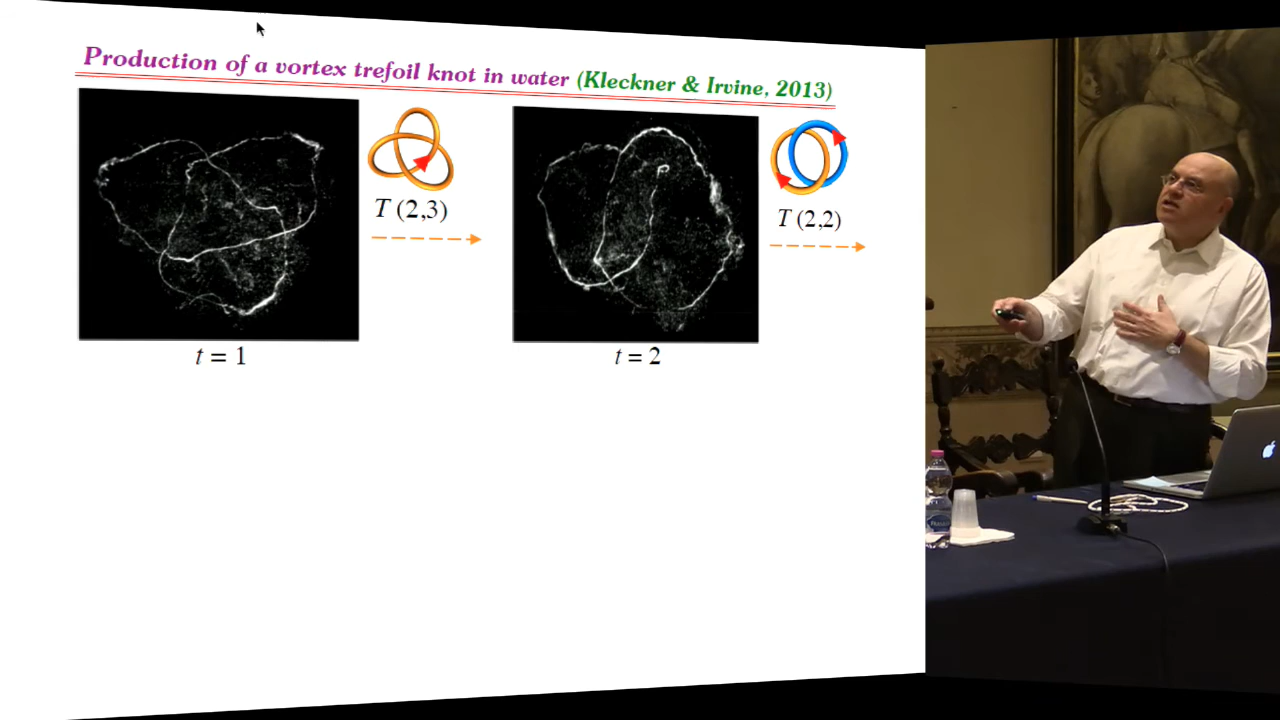 Production of a vortex trefoil knot in water (Kleckner & Irvine, 2013)
T (2,3)
T (2,2)
t = 1
t = 2